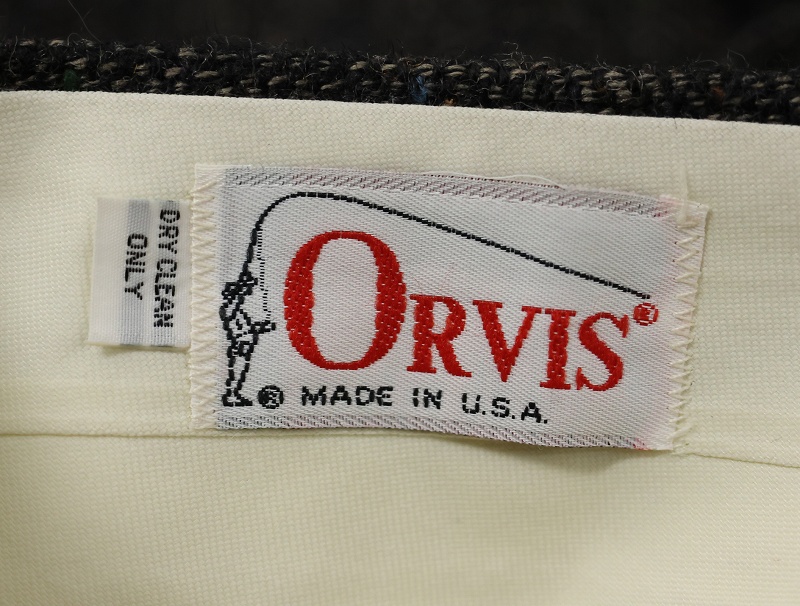 DRY CLEAN
ONLY
ORVIS®
® MADE IN U.S.A.